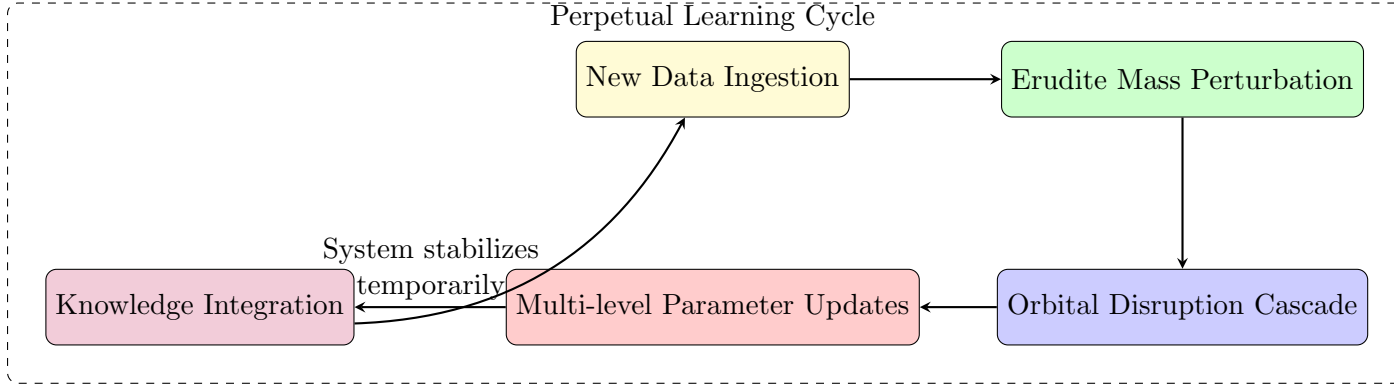 Perpetual Learning Cycle
New Data Ingestion
Erudite Mass Perturbation
System stabilizes
temporarily
Knowledge Integration
Multi-level Parameter Updates
Orbital Disruption Cascade